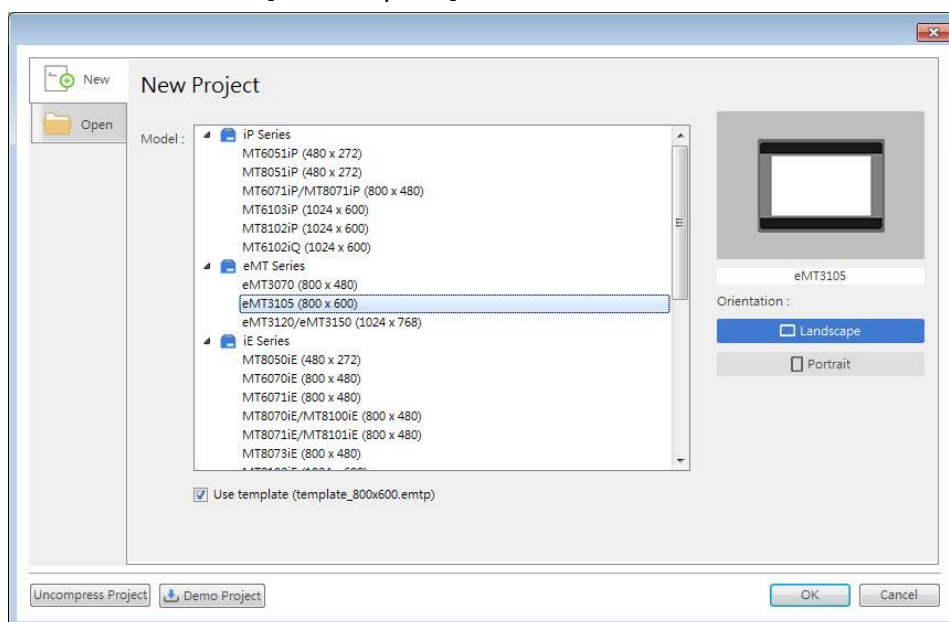 New
Open
New Project
Model :
iP Series
MT6051iP (480 x 272)
MT8051iP (480 x 272)
MT6071iP/MT8071iP (800 x 480)
MT6103iP (1024 x 600)
MT8102iP (1024 x 600)
MT6102iQ (1024 x 600)
eMT Series
eMT3070 (800 x 480)
eMT3105 (800 x 600)
eMT3120/eMT3150 (1024 x 768)
iE Series
MT8050iE (480 x 272)
MT6070iE (800 x 480)
MT6071iE (800 x 480)
MT8070iE/MT8100iE (800 x 480)
MT8071iE/MT8101iE (800 x 480)
MT8073iE (800 x 480)
Use template (template_800x600.emtp)
eMT3105
Orientation :
Landscape
Portrait
Uncompress Project
Demo Project
OK
Cancel